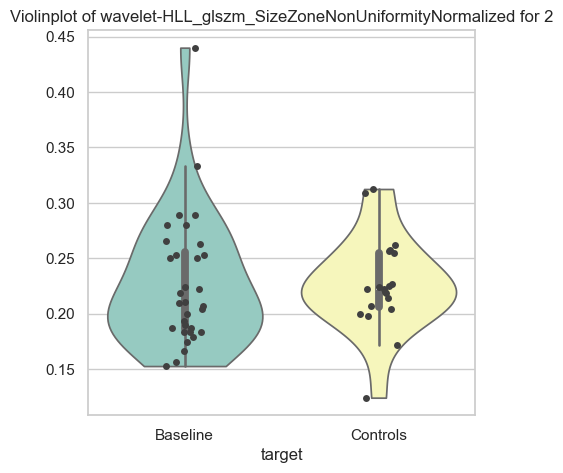 Violinplot of wavelet-HLL_glszm_SizeZoneNonUniformityNormalized for 2
0.45
0.40
0.35
0.30
0.25
0.20
0.15
Baseline
Controls
target